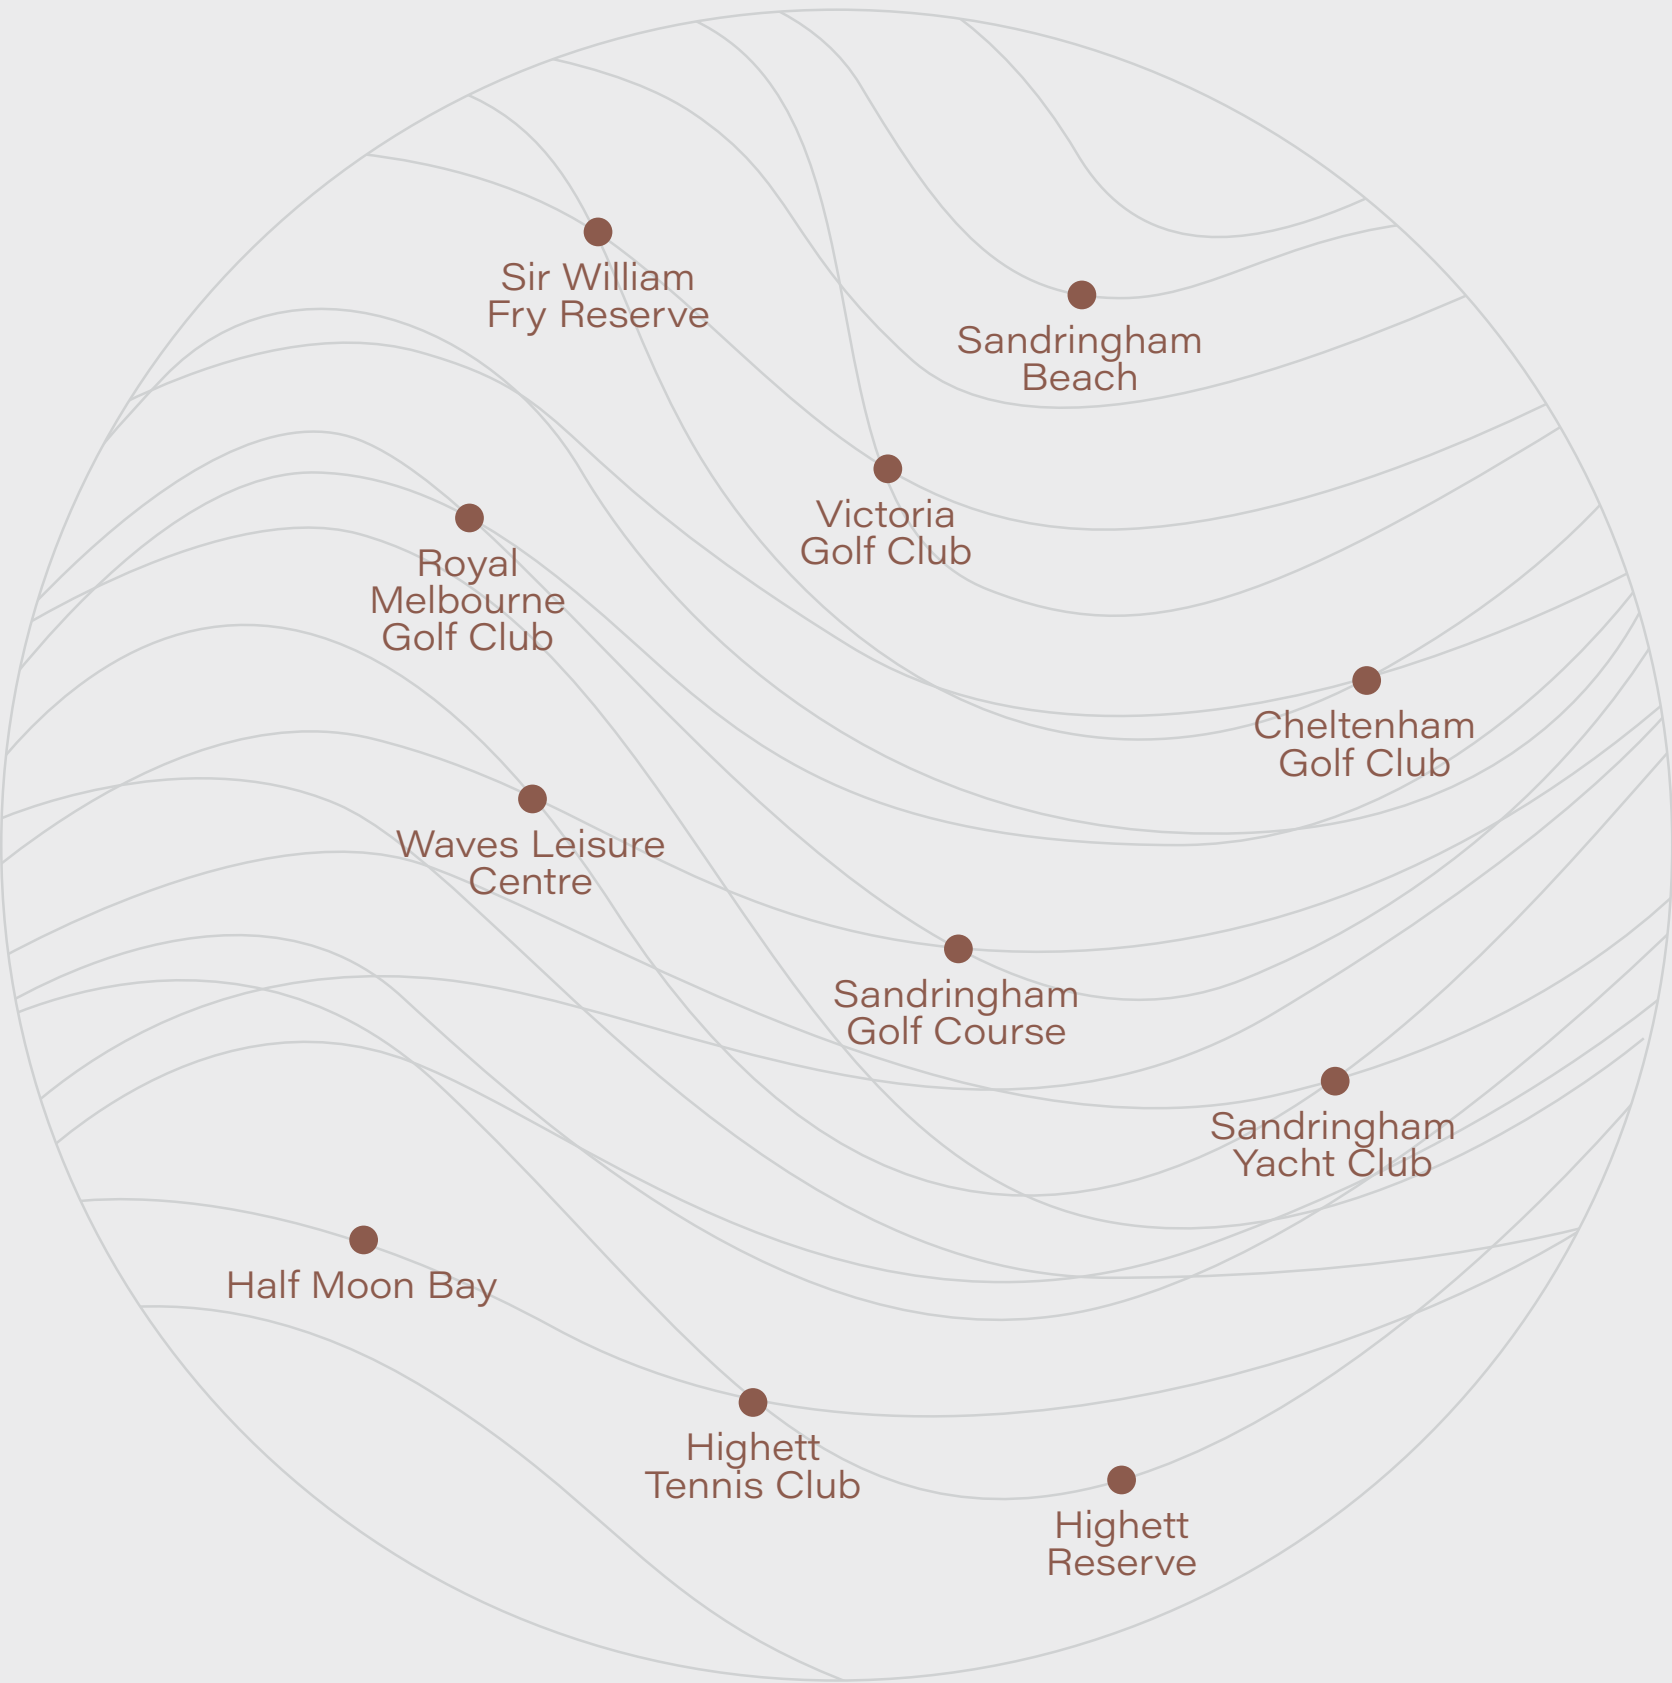 Sir William
Fry Reserve
Sandringham
Beach
Victoria
Golf Club
Royal
Melbourne
Golf Club
Cheltenham
Golf Club
Waves Leisure
Centre
Sandringham
Golf Course
Sandringham
Yacht Club
Half Moon Bay
Highett
Tennis Club
Highett
Reserve